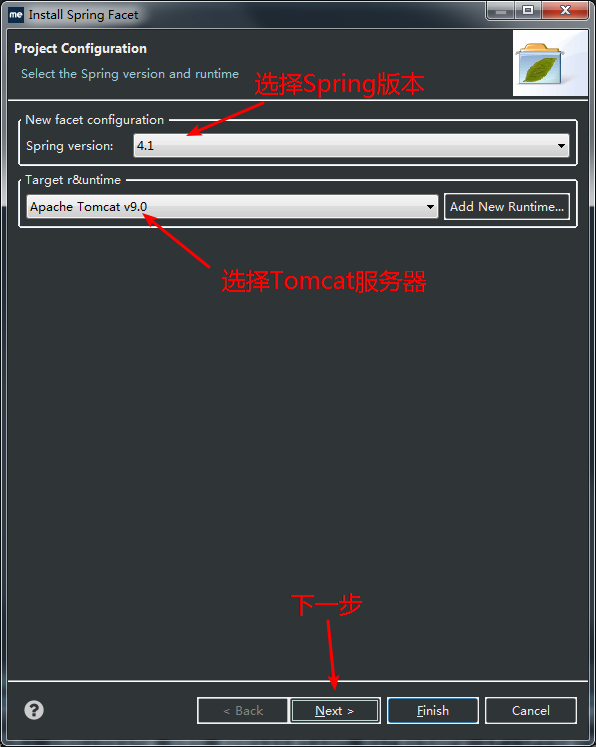 me Install Spring Facet
Project Configuration
Select the Spring version and runtime
选择Spring版本
New facet configuration
Spring version: 4.1
Target r&untime
Apache Tomcat v9.0 Add New Runtime...
选择Tomcat服务器
下一步
? < Back Next > Finish Cancel